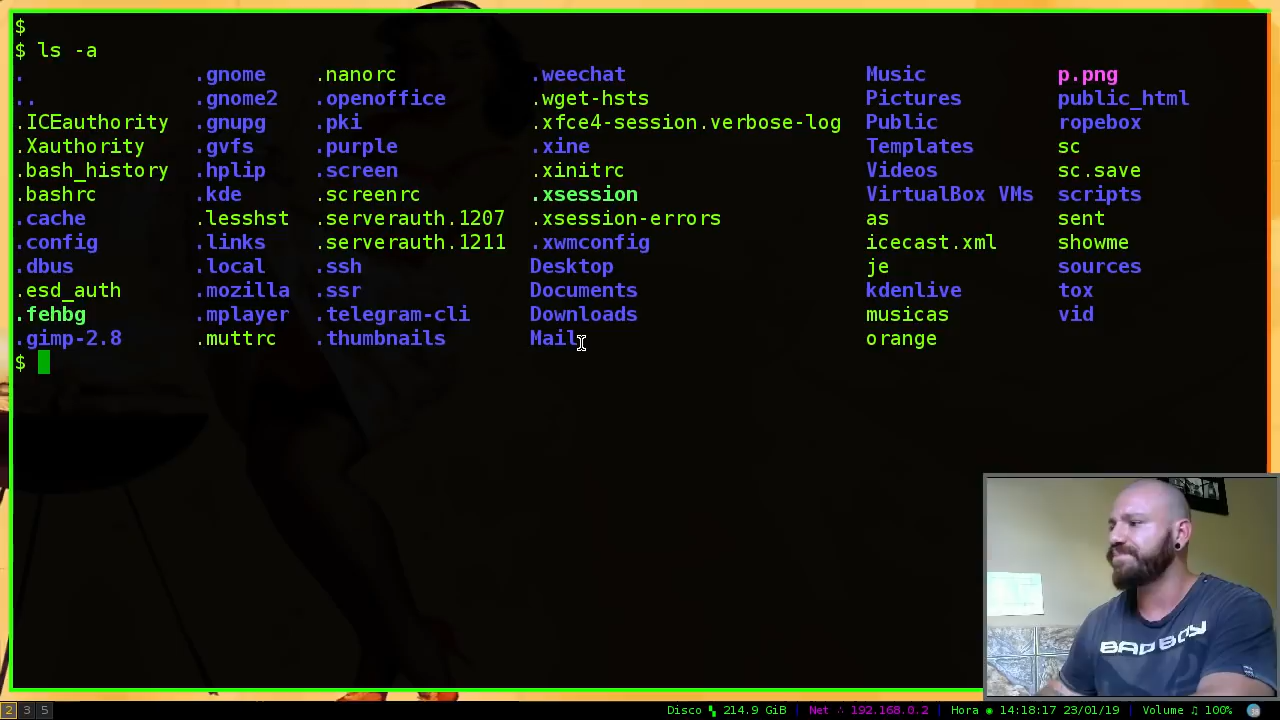 $
$ ls -a
. .gnome .nanorc .weechat Music p.png
.. .gnome2 .openoffice .wget-hsts Pictures public_html
.ICEauthority .gnupg .pki .xfce4-session.verbose-log Public ropebox
.Xauthority .gvfs .purple .xine Templates sc
.bash_history .hplip .screen .xinitrc Videos sc.save
.bashrc .kde .screenrc .xsession VirtualBox VMs scripts
.cache .lesshst .serverauth.1207 .xsession-errors as sent
.config .links .serverauth.1211 .xwmconfig icecast.xml showme
.dbus .local .ssh Desktop je sources
.esd_auth .mozilla .ssr Documents kdenlive tox
.fehbg .mplayer .telegram-cli Downloads musicas vid
.gimp-2.8 .muttrc .thumbnails Mail orange
$
BAD BOY
2 3 5 Disco 214.9 GiB | Net 192.168.0.2 | Hora 14:18:17 23/01/19 | Volume ♫ 100%